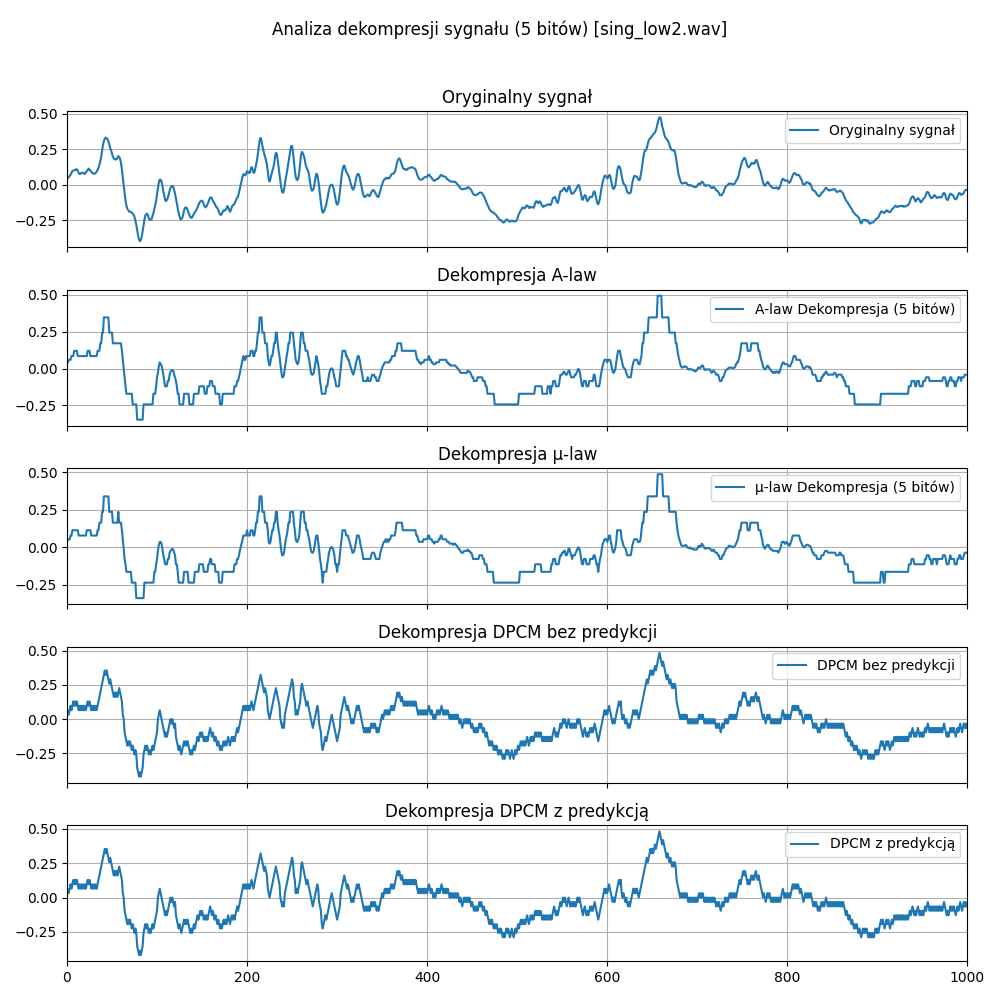 Analiza dekompresji sygnału (5 bitów) [sing_low2.wav]
Oryginalny sygnał
0.50
0.25
0.00
−0.25
Oryginalny sygnał
Dekompresja A-law
0.50
0.25
0.00
−0.25
A-law Dekompresja (5 bitów)
Dekompresja μ-law
0.50
0.25
0.00
−0.25
μ-law Dekompresja (5 bitów)
Dekompresja DPCM bez predykcji
0.50
0.25
0.00
−0.25
DPCM bez predykcji
Dekompresja DPCM z predykcją
0.50
0.25
0.00
−0.25
DPCM z predykcją
0 200 400 600 800 1000